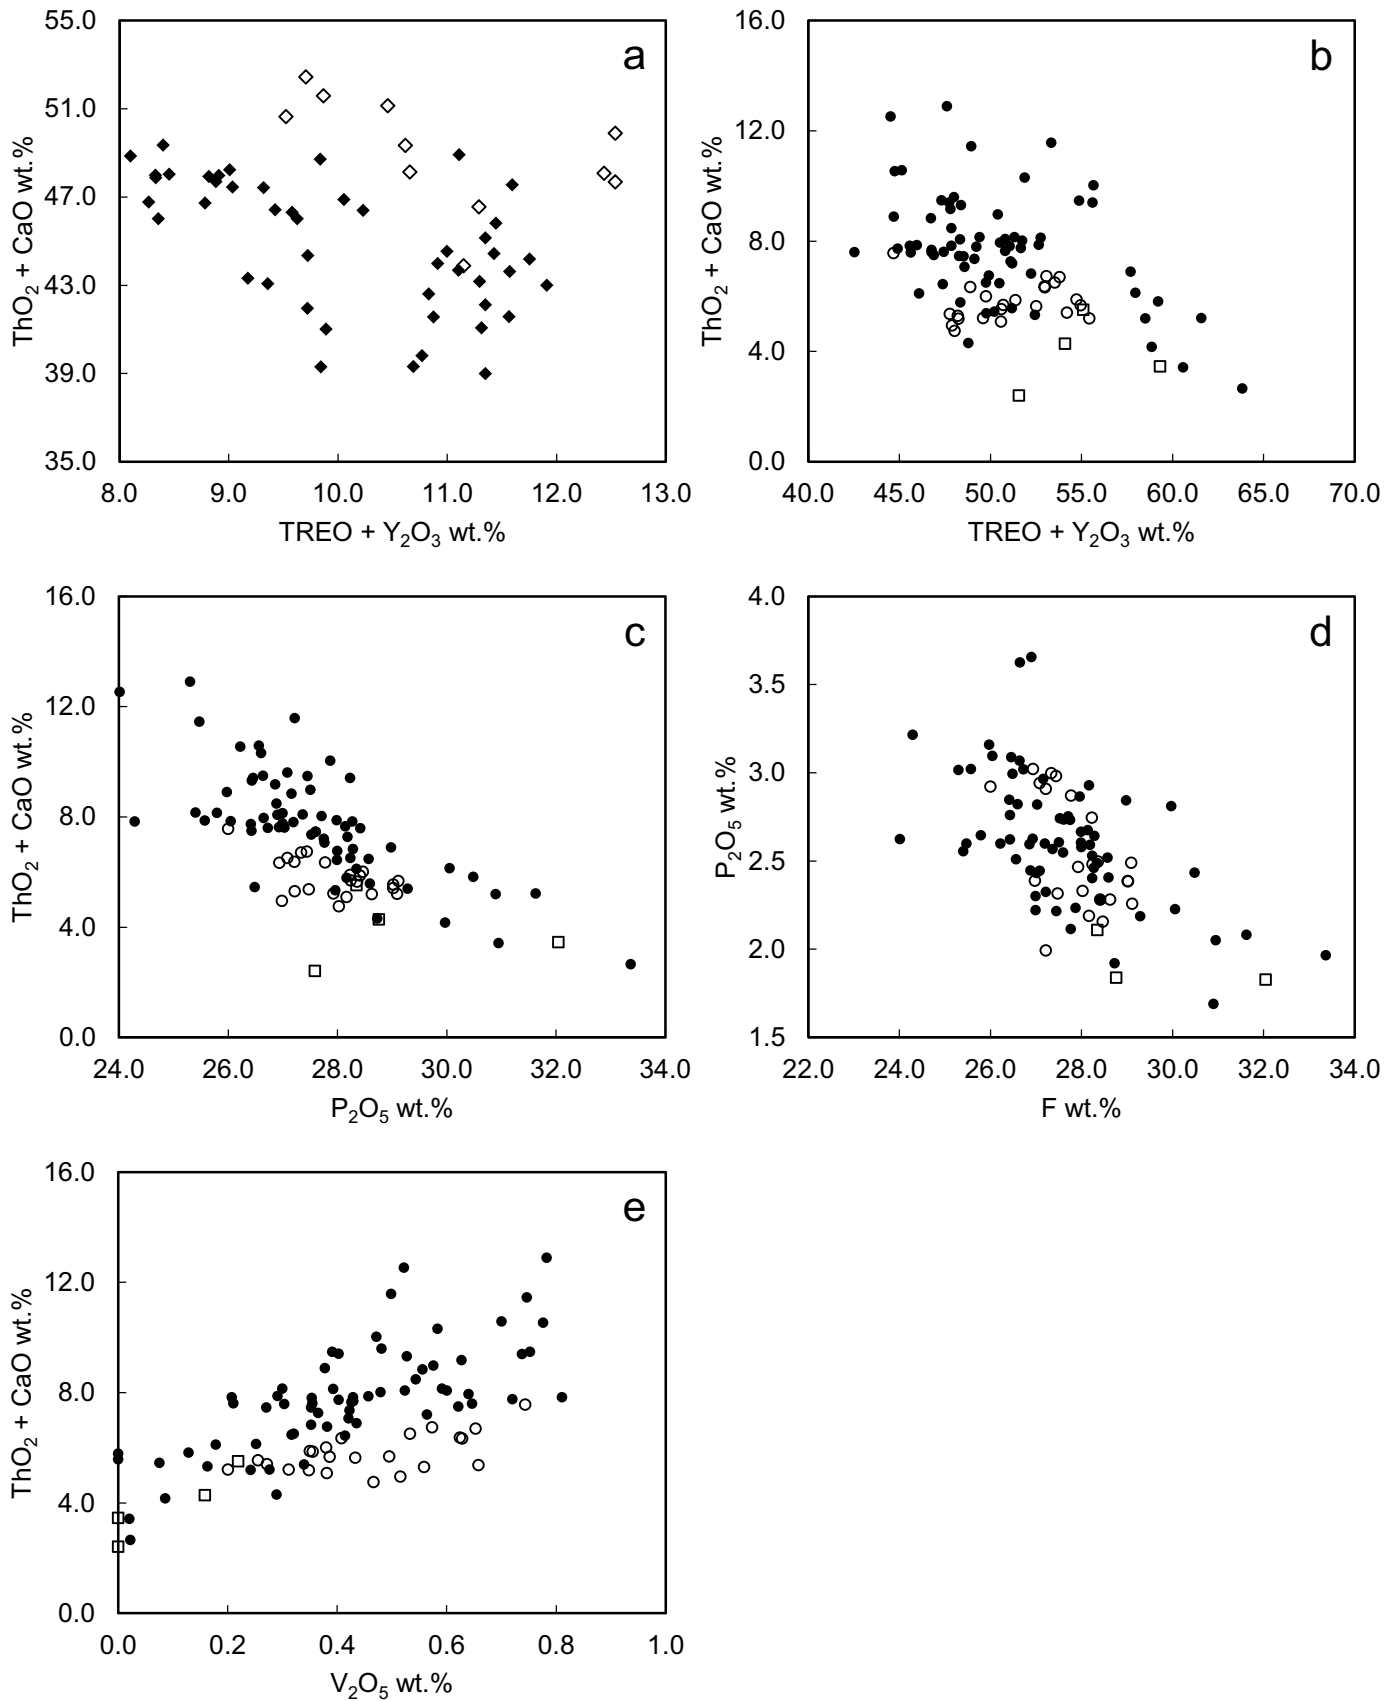 55.0
51.0
47.0
43.0
39.0
35.0
ThO₂ + CaO wt.%
a
8.0 9.0 10.0 11.0 12.0 13.0
TREO + Y₂O₃ wt.%
16.0
12.0
8.0
4.0
0.0
ThO₂ + CaO wt.%
b
40.0 45.0 50.0 55.0 60.0 65.0 70.0
TREO + Y₂O₃ wt.%
16.0
12.0
8.0
4.0
0.0
ThO₂ + CaO wt.%
c
24.0 26.0 28.0 30.0 32.0 34.0
P₂O₅ wt.%
4.0
3.5
3.0
2.5
2.0
1.5
P₂O₅ wt.%
d
22.0 24.0 26.0 28.0 30.0 32.0 34.0
F wt.%
16.0
12.0
8.0
4.0
0.0
ThO₂ + CaO wt.%
e
0.0 0.2 0.4 0.6 0.8 1.0
V₂O₅ wt.%